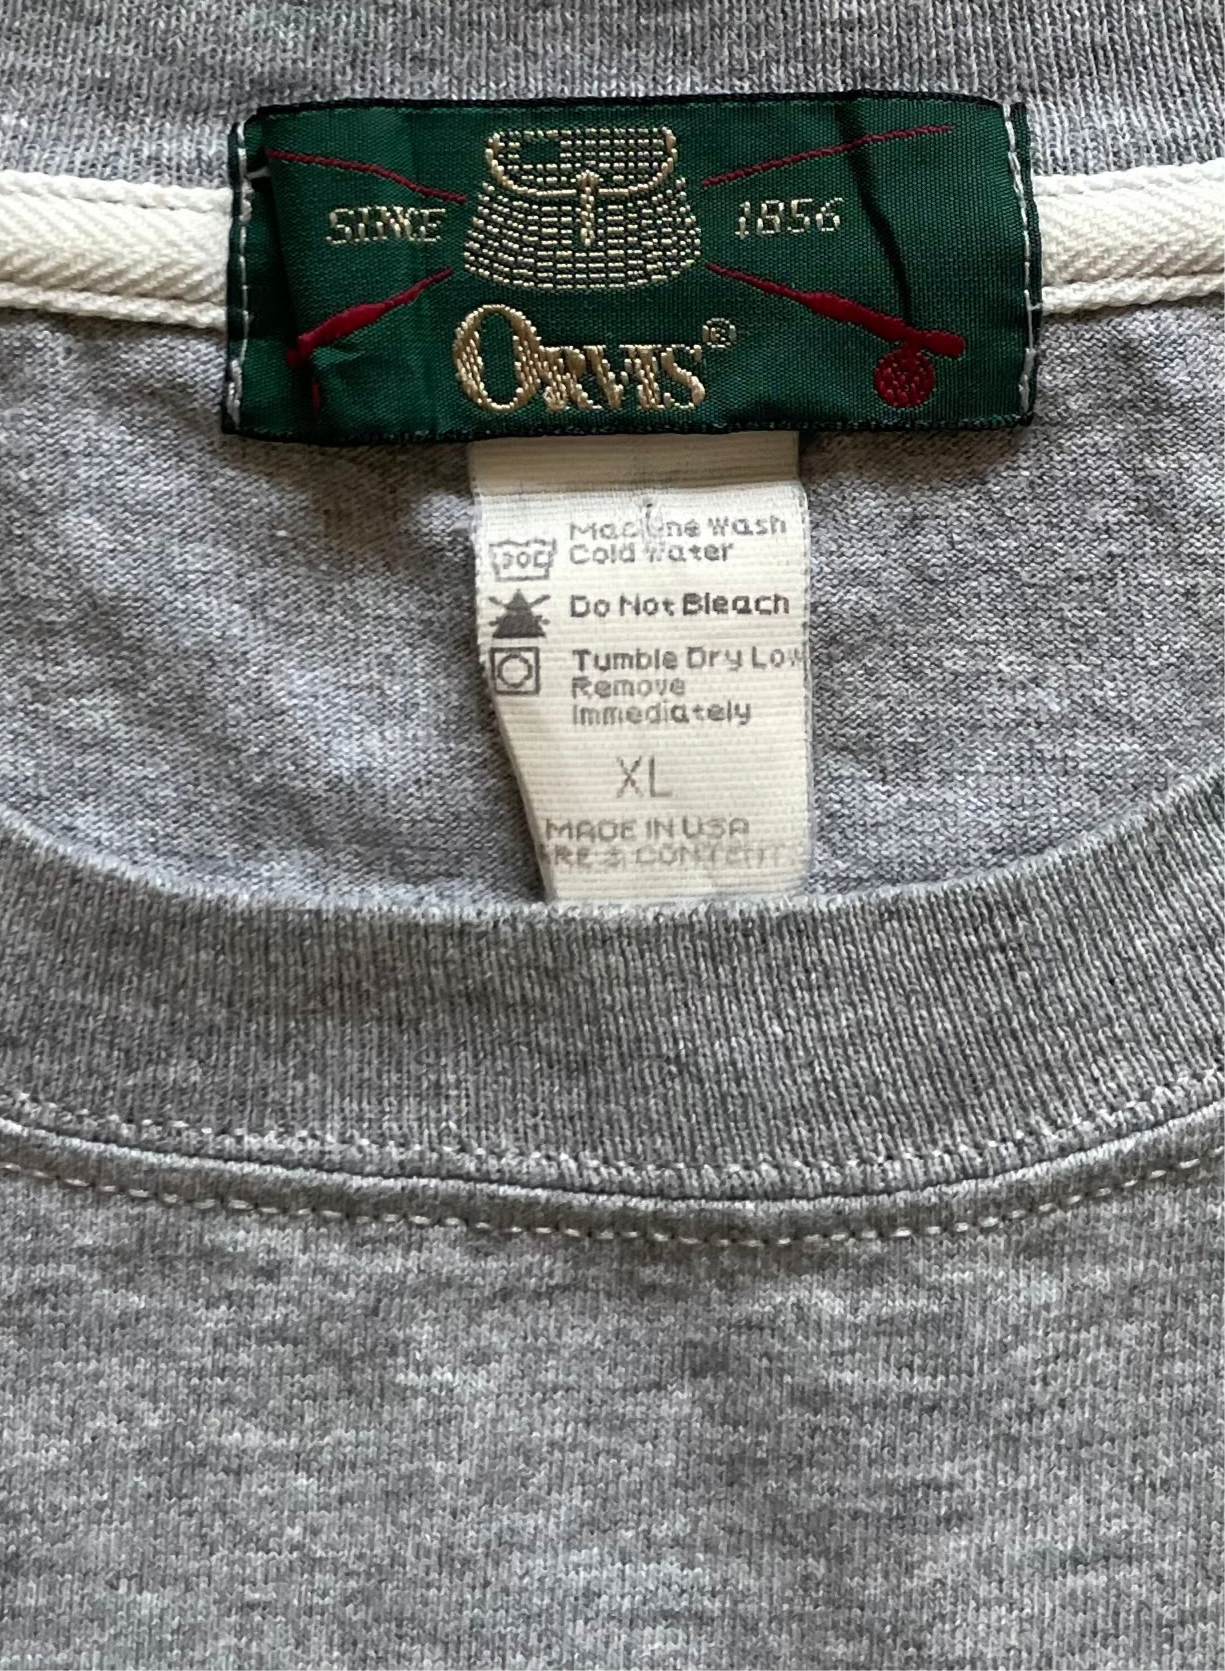 SINCE 1856
ORVIS®
Machine Wash
Cold Water
Do Not Bleach
Tumble Dry Low
Remove
Immediately
XL
MADE IN USA
CONTENT